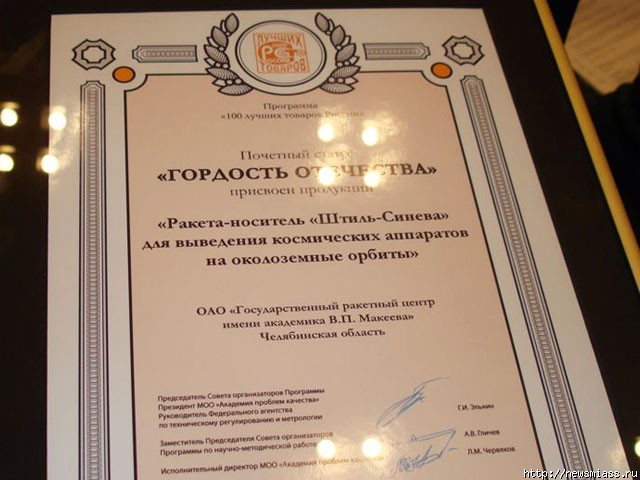 ЛУЧШИХ
ТОВАРОВ
Программа
«100 лучших товаров России»
Почетный статус
«ГОРДОСТЬ ОТЕЧЕСТВА»
присвоен продукции
«Ракета-носитель «Штиль-Синева»
для выведения космических аппаратов
на околоземные орбиты»
ОАО «Государственный ракетный центр
имени академика В.П. Макеева»
Челябинская область
Председатель Совета организаторов Программы
Президент МОО «Академия проблем качества»
Руководитель Федерального агентства
по техническому регулированию и метрологии
Г.И. Элькин
Заместитель Председателя Совета организаторов
Программы по научно-методической работе
А.В. Гличев
Исполнительный директор МОО «Академия проблем качества»
Л.М. Червяков
http://newsmiass.ru